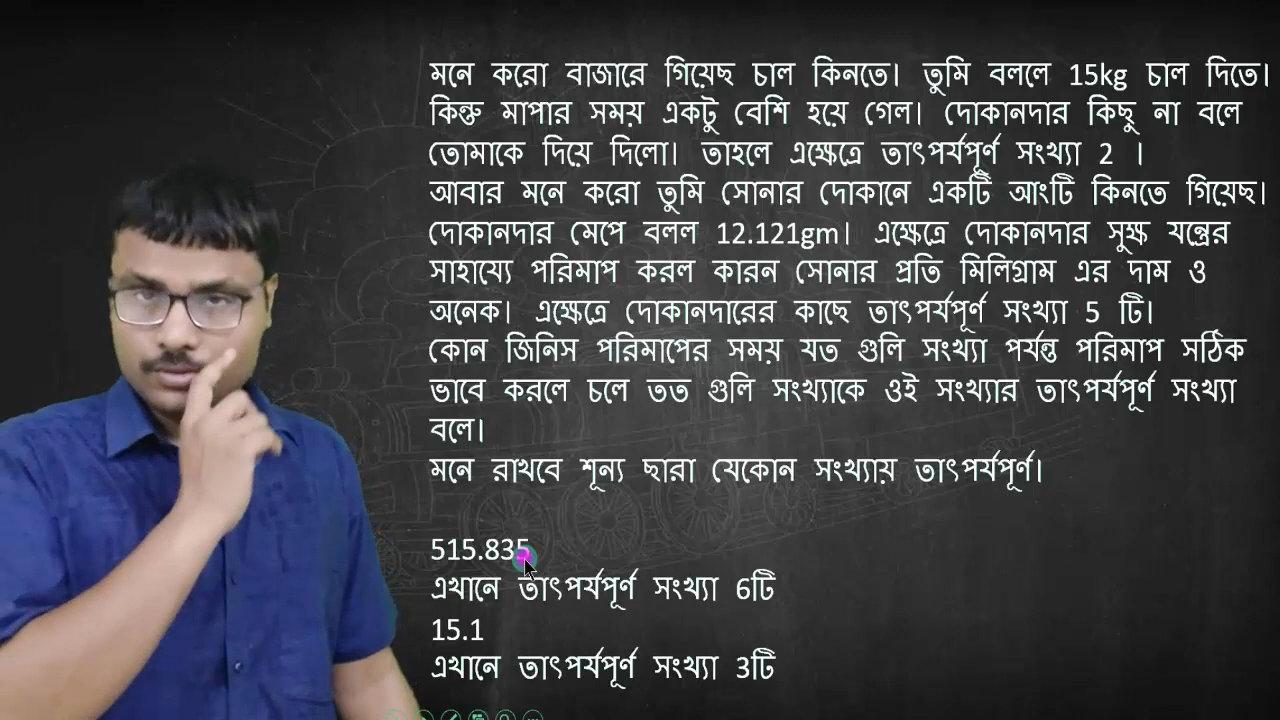 মনে করো বাজারে গিয়েছ চাল কিনতে। তুমি বললে 15kg চাল দিতে।
কিন্তু মাপার সময় একটু বেশি হয়ে গেল। দোকানদার কিছু না বলে
তোমাকে দিয়ে দিলো। তাহলে এক্ষেত্রে তাৎপর্যপূর্ণ সংখ্যা 2 ।
আবার মনে করো তুমি সোনার দোকানে একটি আংটি কিনতে গিয়েছ।
দোকানদার মেপে বলল 12.121gm। এক্ষেত্রে দোকানদার সুক্ষ যন্ত্রের
সাহায্যে পরিমাপ করল কারন সোনার প্রতি মিলিগ্রাম এর দাম ও
অনেক। এক্ষেত্রে দোকানদারের কাছে তাৎপর্যপূর্ণ সংখ্যা 5 টি।
কোন জিনিস পরিমাপের সময় যত গুলি সংখ্যা পর্যন্ত পরিমাপ সঠিক
ভাবে করলে চলে তত গুলি সংখ্যাকে ওই সংখ্যার তাৎপর্যপূর্ণ সংখ্যা
বলে।
মনে রাখবে শূন্য ছারা যেকোন সংখ্যায় তাৎপর্যপূর্ণ।
515.835
এখানে তাৎপর্যপূর্ণ সংখ্যা 6টি
15.1
এখানে তাৎপর্যপূর্ণ সংখ্যা 3টি